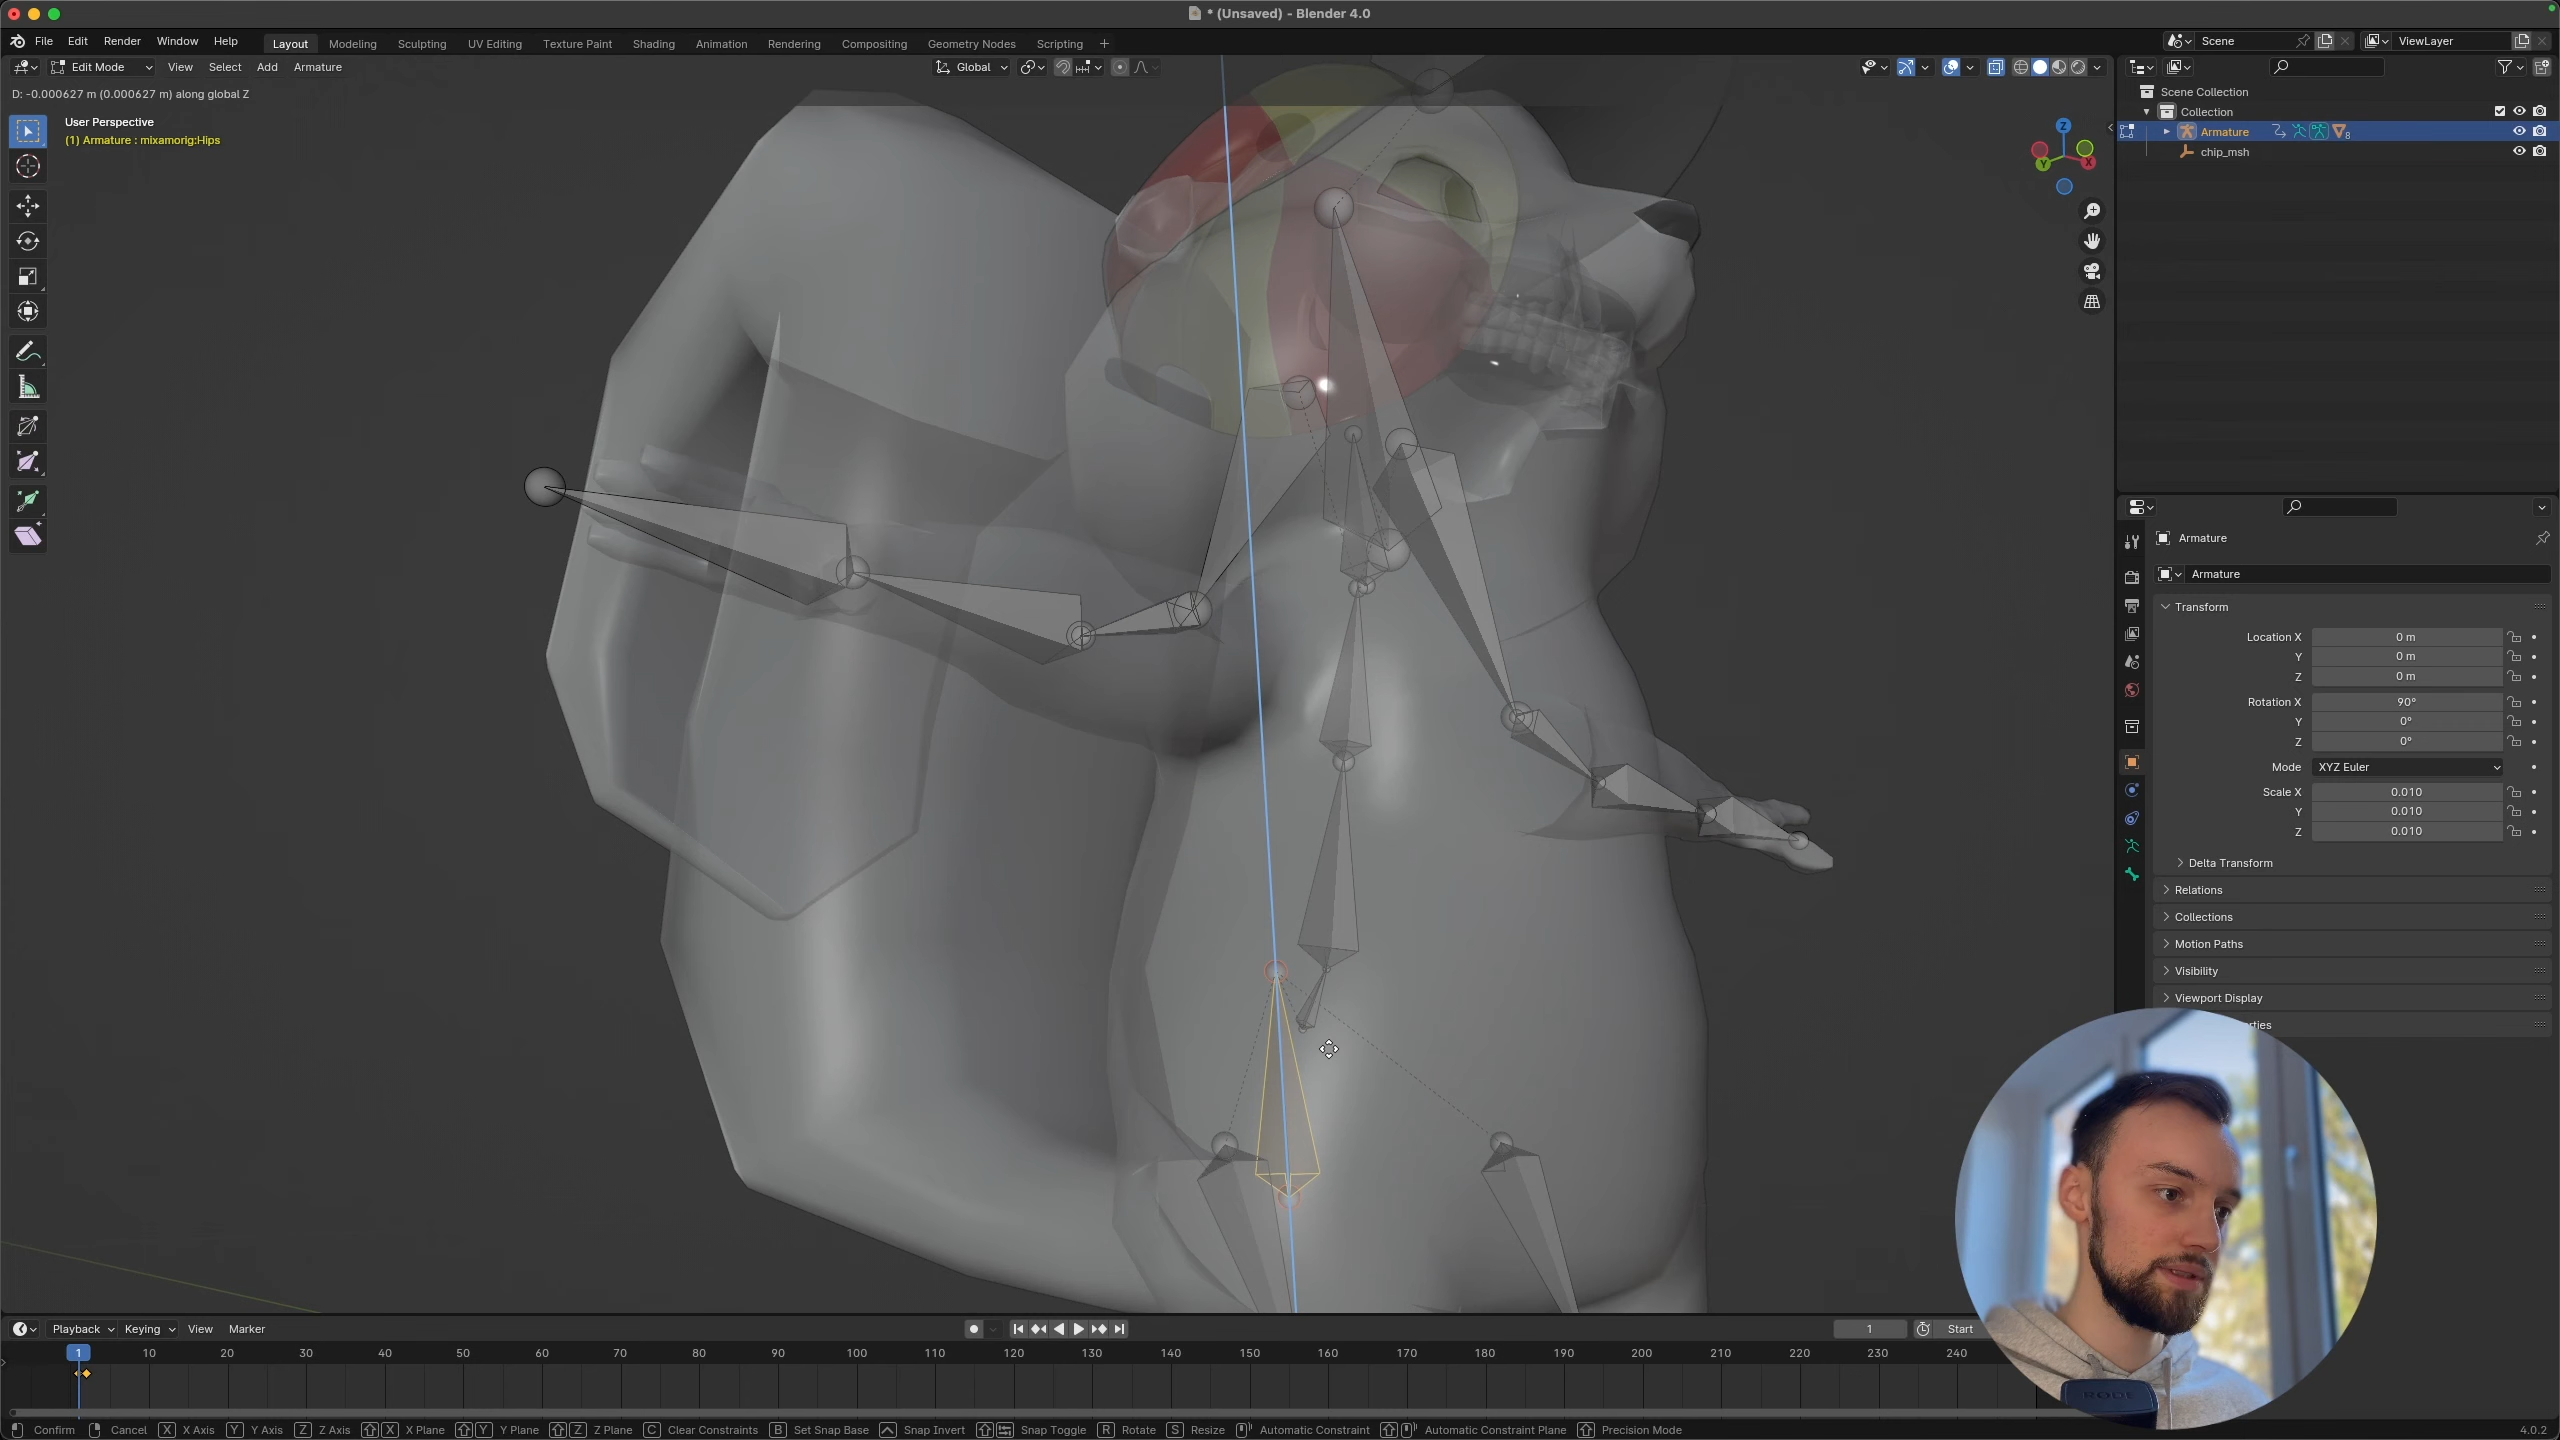 * (Unsaved) - Blender 4.0
File Edit Render Window Help
Layout Modeling Sculpting UV Editing Texture Paint Shading Animation Rendering Compositing Geometry Nodes Scripting +
Scene
ViewLayer
Edit Mode View Select Add Armature
Global
D: -0.000627 m (0.000627 m) along global Z
User Perspective
(1) Armature : mixamorig:Hips
Z
Y
X
Scene Collection
Collection
Armature
8
chip_msh
Armature
Armature
Transform
Location X 0 m
Y 0 m
Z 0 m
Rotation X 90°
Y 0°
Z 0°
Mode XYZ Euler
Scale X 0.010
Y 0.010
Z 0.010
Delta Transform
Relations
Collections
Motion Paths
Visibility
Viewport Display
rties
RODE
Playback Keying View Marker
1
Start
1 10 20 30 40 50 60 70 80 90 100 110 120 130 140 150 160 170 180 190 200 210 220 230 240
Confirm Cancel X X Axis Y Y Axis Z Z Axis X X Plane Y Y Plane Z Z Plane C Clear Constraints B Set Snap Base Snap Invert Snap Toggle R Rotate S Resize Automatic Constraint Automatic Constraint Plane Precision Mode
4.0.2